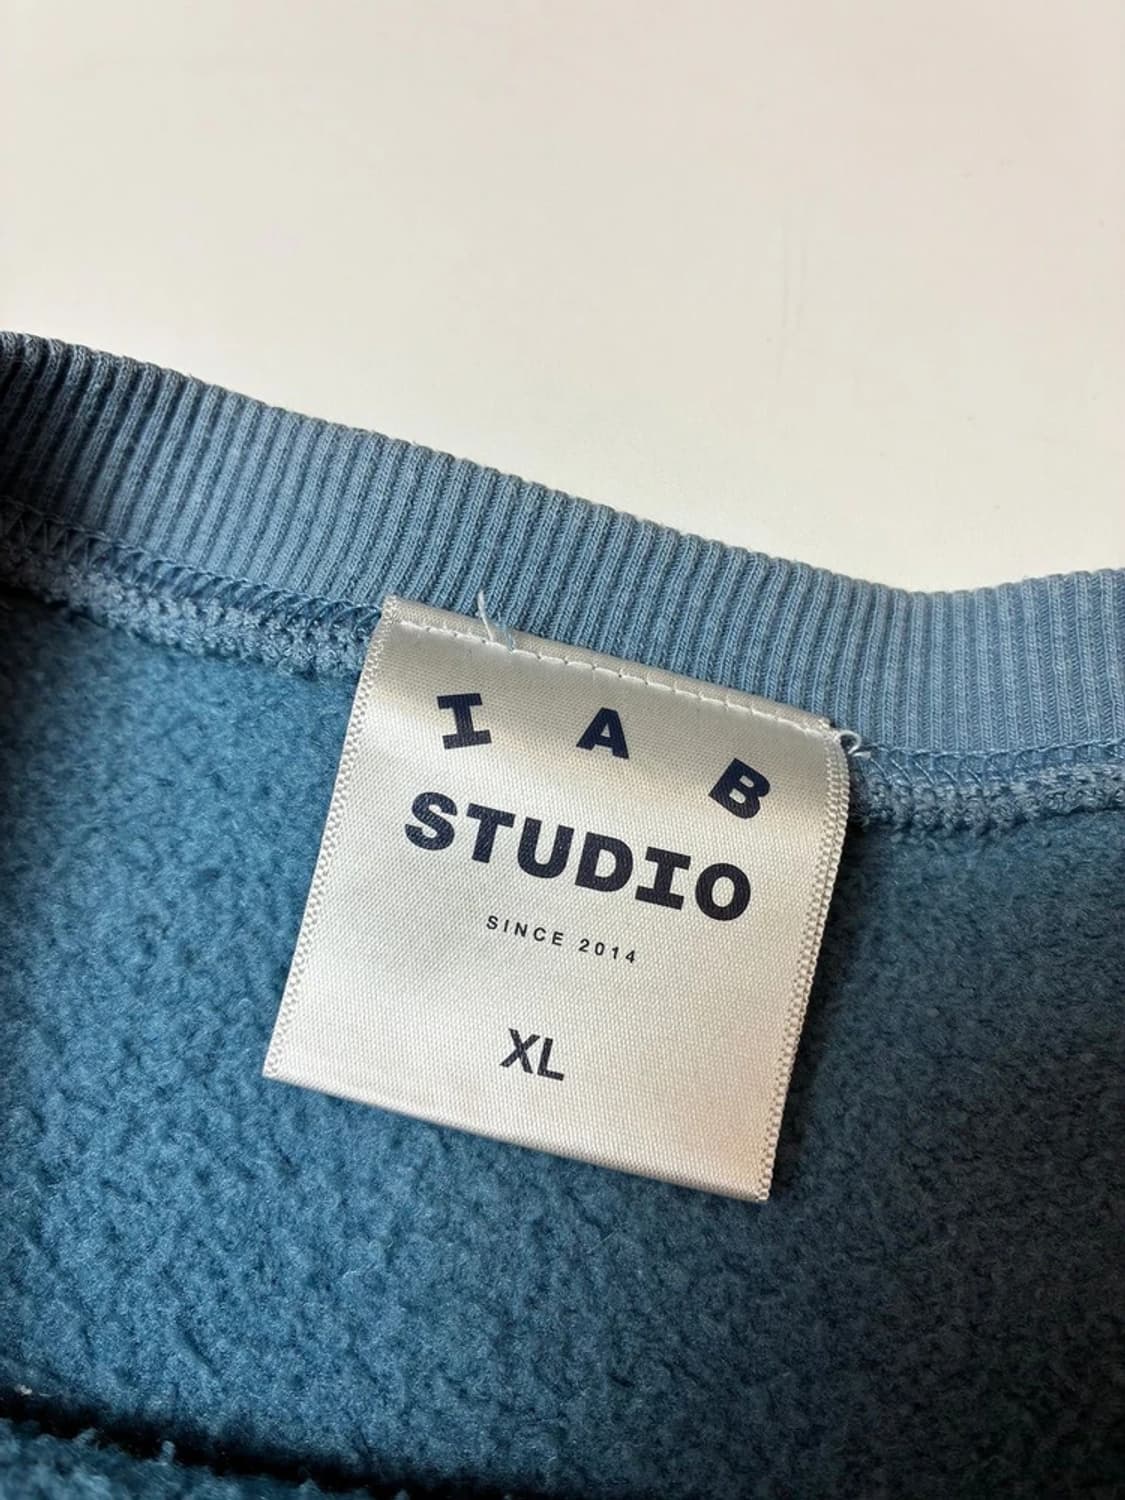 I A B
STUDIO
SINCE 2014
XL